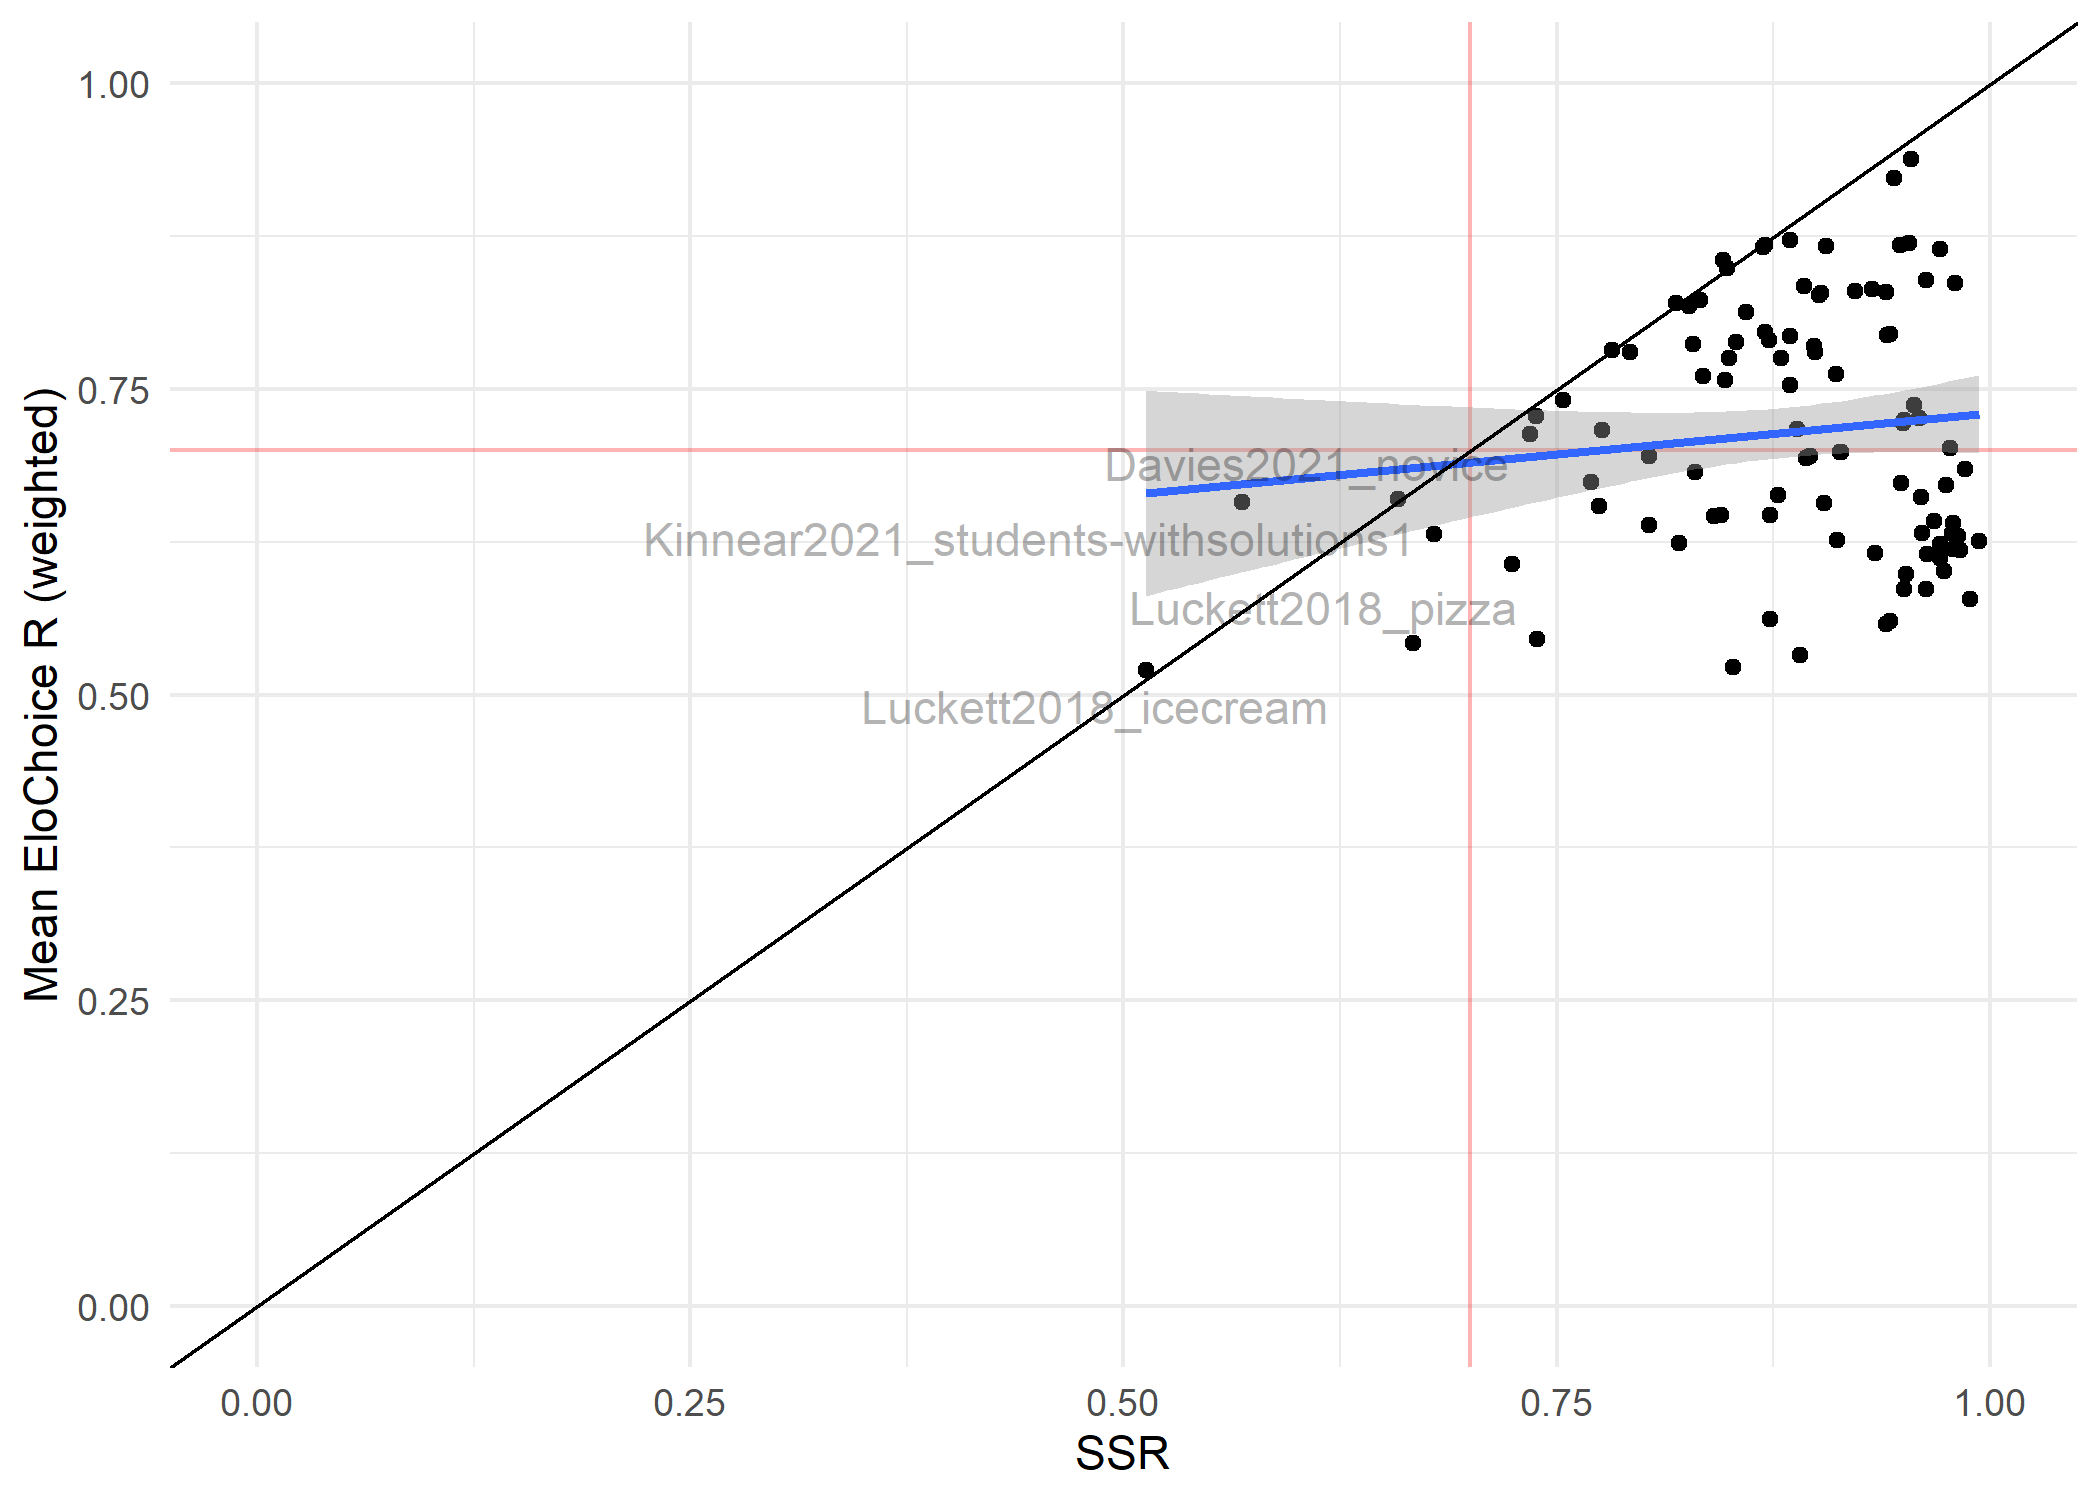 1.00
0.75
0.50
0.25
0.00
Mean EloChoice R (weighted)
Davies2021_novice
Kinnear2021_students-withsolutions1
Luckett2018_pizza
Luckett2018_icecream
0.00
0.25
0.50
0.75
1.00
SSR